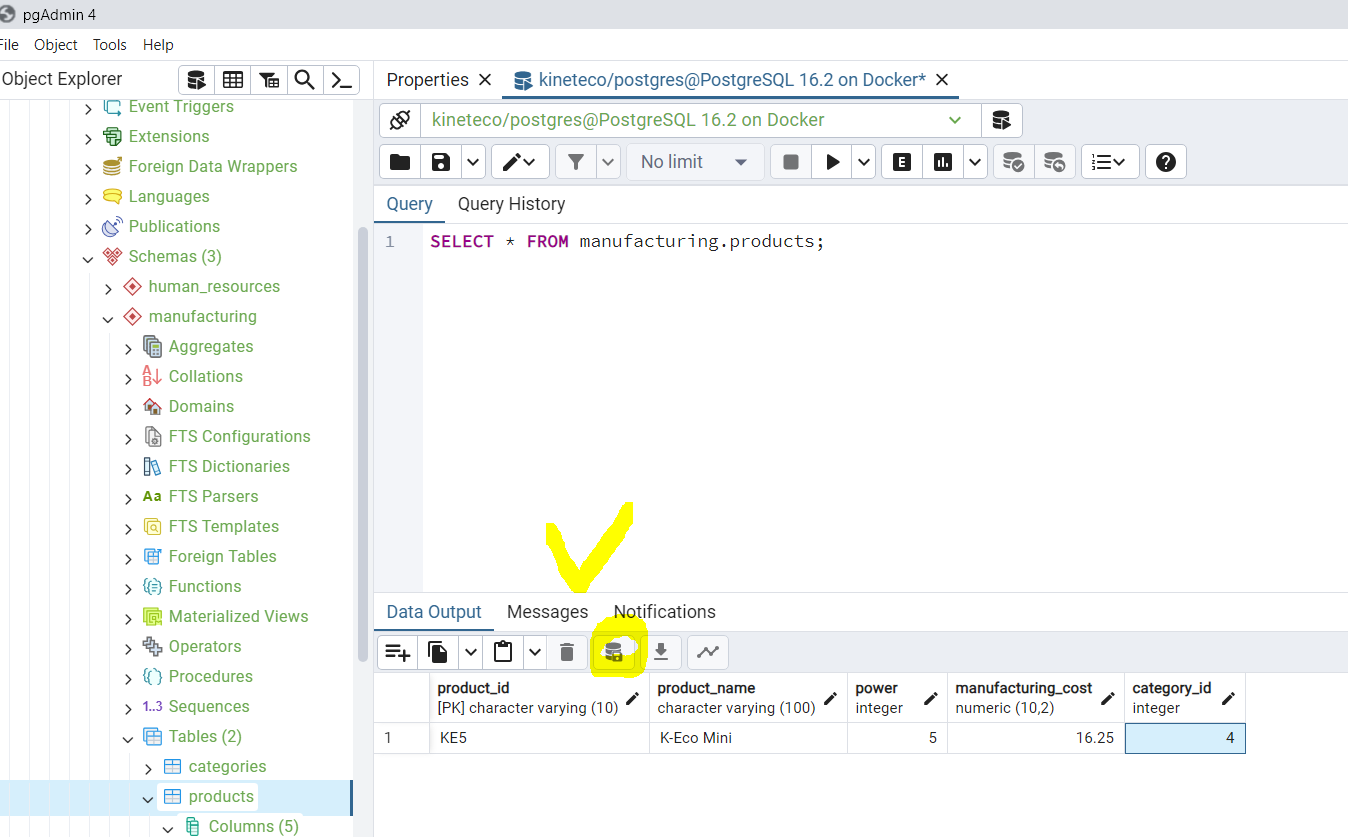 pgAdmin 4
File Object Tools Help
Object Explorer
Properties
kineteco/postgres@PostgreSQL 16.2 on Docker*
kineteco/postgres@PostgreSQL 16.2 on Docker
No limit
E
Query Query History
1 SELECT * FROM manufacturing.products;
Event Triggers
Extensions
Foreign Data Wrappers
Languages
Publications
Schemas (3)
human_resources
manufacturing
Aggregates
Collations
Domains
FTS Configurations
FTS Dictionaries
Aa FTS Parsers
FTS Templates
Foreign Tables
Functions
Materialized Views
Operators
Procedures
1..3 Sequences
Tables (2)
categories
products
Columns (5)
Data Output Messages Notifications
product_id product_name power manufacturing_cost category_id
[PK] character varying (10) character varying (100) integer numeric (10,2) integer
1 KE5 K-Eco Mini 5 16.25 4